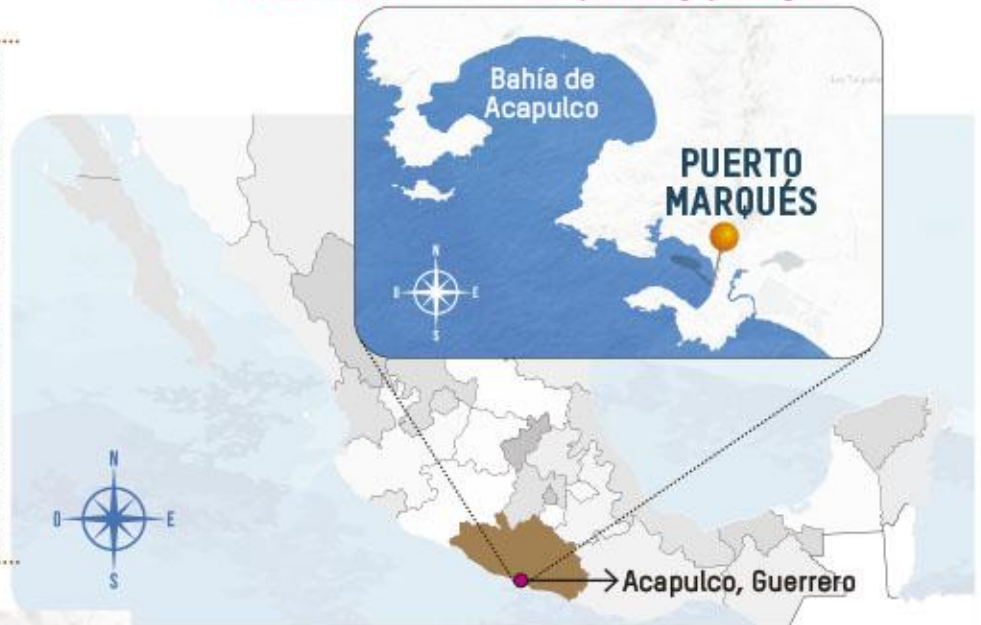 Bahía de
Acapulco
PUERTO
MARQUÉS
N
O E
S
N
O E
S
Acapulco, Guerrero